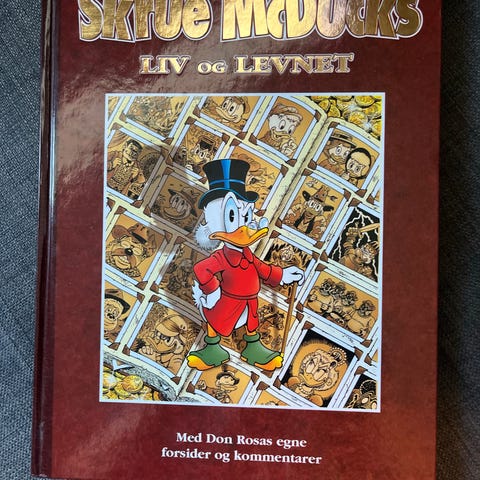 SKRUE McDUCKS
LIV OG LEVNET
Med Don Rosas egne
forsider og kommentarer